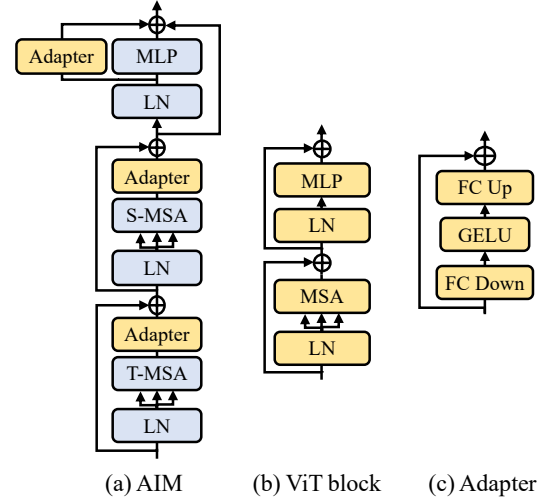 Adapter
MLP
LN
Adapter
S-MSA
LN
Adapter
T-MSA
LN
(a) AIM
MLP
LN
MSA
LN
(b) ViT block
FC Up
GELU
FC Down
(c) Adapter